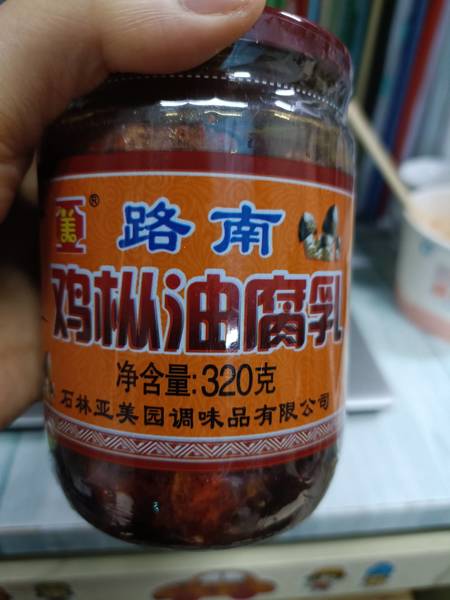 美®
路南
鸡枞油腐乳
净含量:320克
石林亚美园调味品有限公司